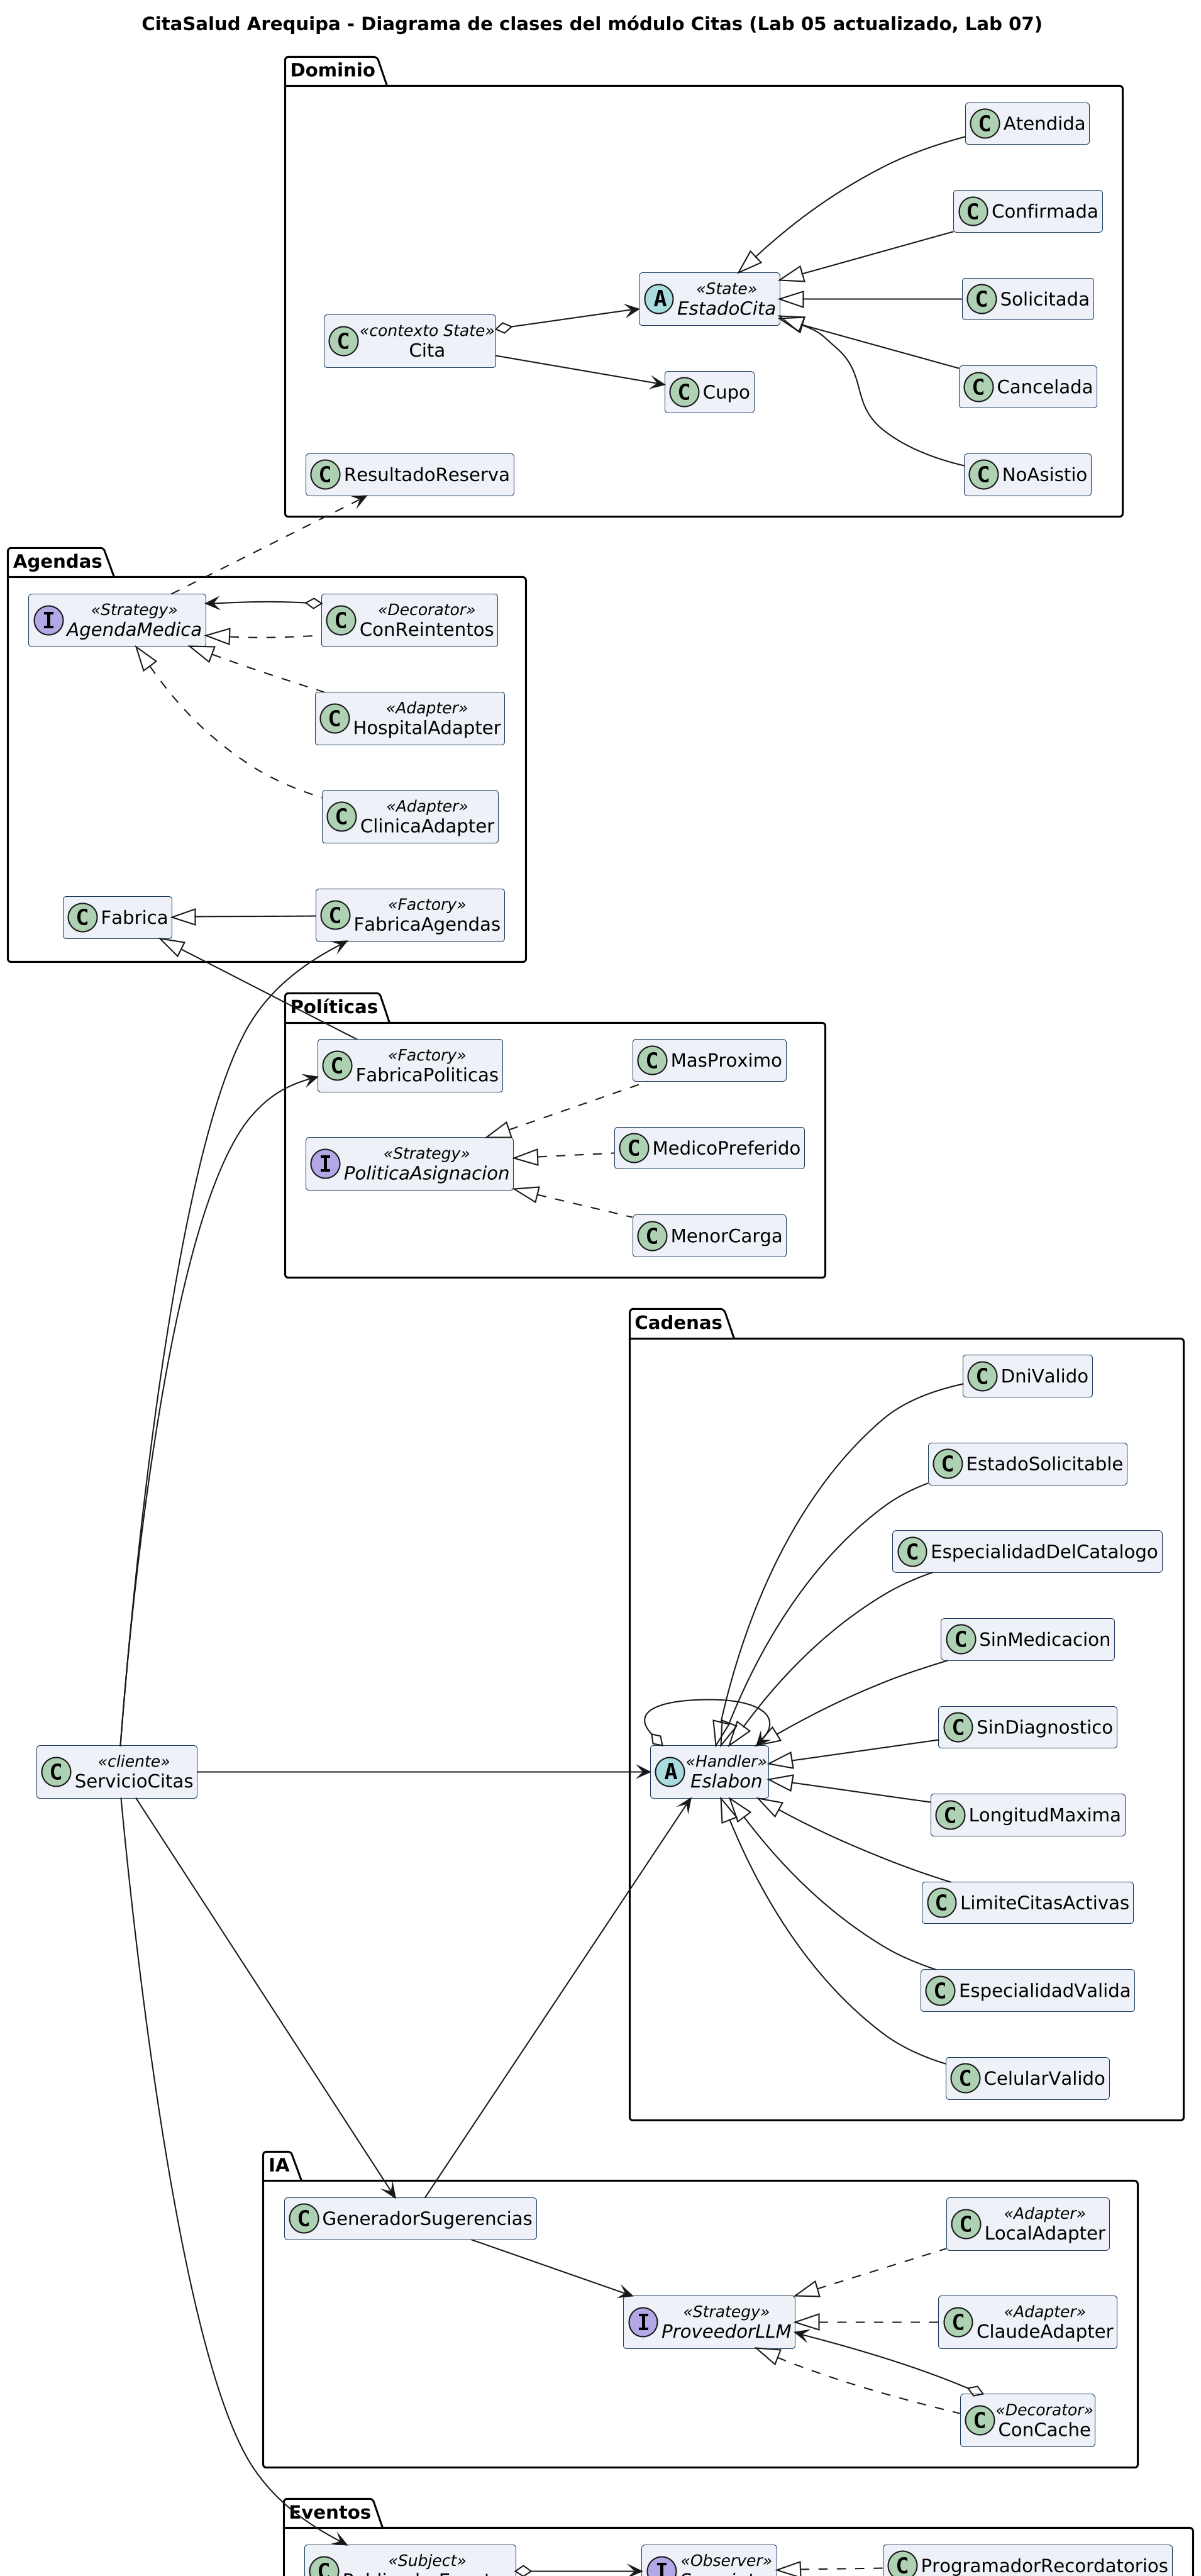 CitaSalud Arequipa - Diagrama de clases del módulo Citas (Lab 05 actualizado, Lab 07)
Dominio
C Atendida
C Confirmada
A «State»
EstadoCita
C Solicitada
C «contexto State»
Cita
C Cancelada
C Cupo
C ResultadoReserva
C NoAsistio
Agendas
I «Strategy»
AgendaMedica
C «Decorator»
ConReintentos
C «Adapter»
HospitalAdapter
C «Adapter»
ClinicaAdapter
C Fabrica
C «Factory»
FabricaAgendas
Políticas
C «Factory»
FabricaPoliticas
C MasProximo
I «Strategy»
PoliticaAsignacion
C MedicoPreferido
C MenorCarga
Cadenas
C DniValido
C EstadoSolicitable
C EspecialidadDelCatalogo
C SinMedicacion
C SinDiagnostico
C «cliente»
ServicioCitas
A «Handler»
Eslabon
C LongitudMaxima
C LimiteCitasActivas
C EspecialidadValida
C CelularValido
IA
C GeneradorSugerencias
C «Adapter»
LocalAdapter
I «Strategy»
ProveedorLLM
C «Adapter»
ClaudeAdapter
C «Decorator»
ConCache
Eventos
C «Subject»
I «Observer»
C ProgramadorRecordatorios